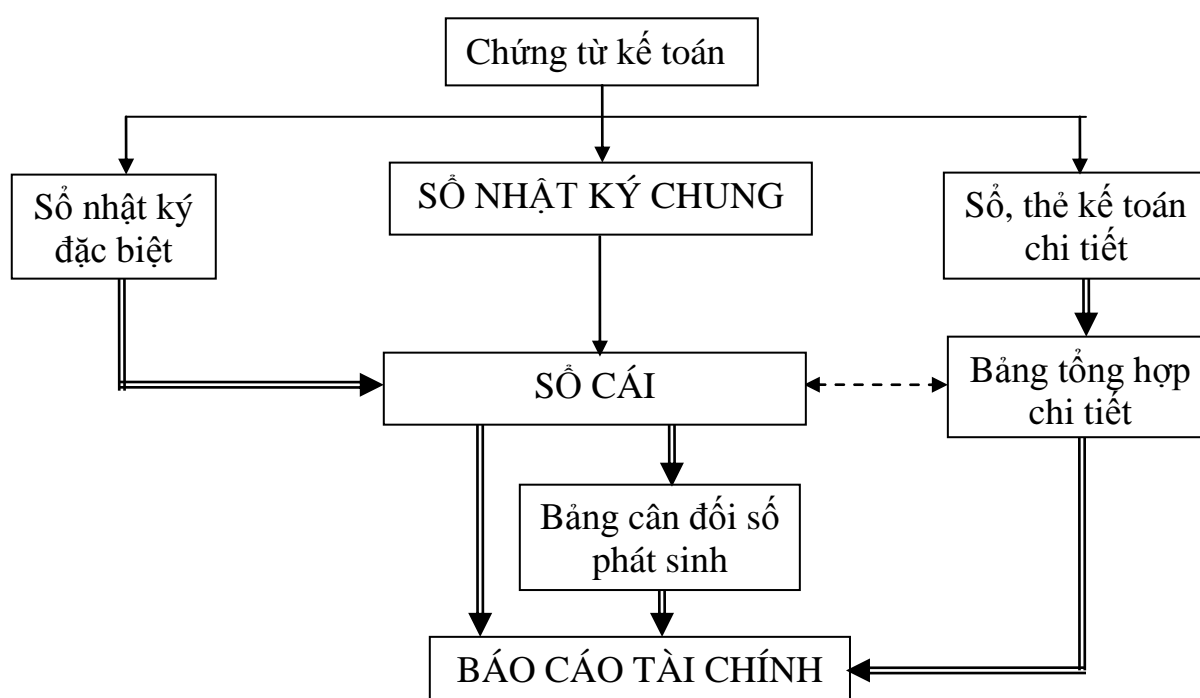 Chứng từ kế toán
Sổ nhật ký
đặc biệt
SỔ NHẬT KÝ CHUNG
Sổ, thẻ kế toán
chi tiết
SỔ CÁI
Bảng tổng hợp
chi tiết
Bảng cân đối số
phát sinh
BÁO CÁO TÀI CHÍNH